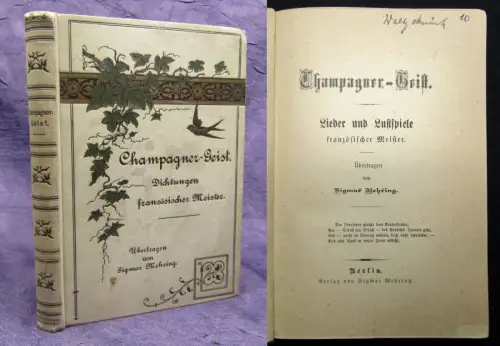 Champagner-
Geist.
Champagner-Geist.
Dichtungen
französischer Meister.
Übertragen
von
Sigmar Mehring.
10
Champagner-Geist.
Lieder und Lustspiele
französischer Meister.
Übertragen
von
Sigmar Mehring.
Berlin.
Verlag von Sigmar Mehring.